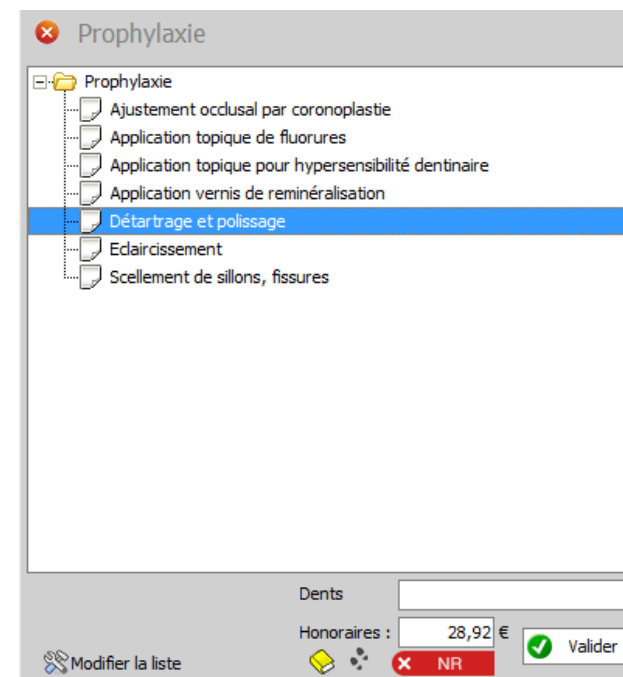 Prophylaxie
Prophylaxie
Ajustement occlusal par coronoplastie
Application topique de fluorures
Application topique pour hypersensibilité dentinaire
Application vernis de reminéralisation
Détartrage et polissage
Eclaircissement
Scellement de sillons, fissures
Dents
Honoraires : 28,92 €
Valider
Modifier la liste
NR